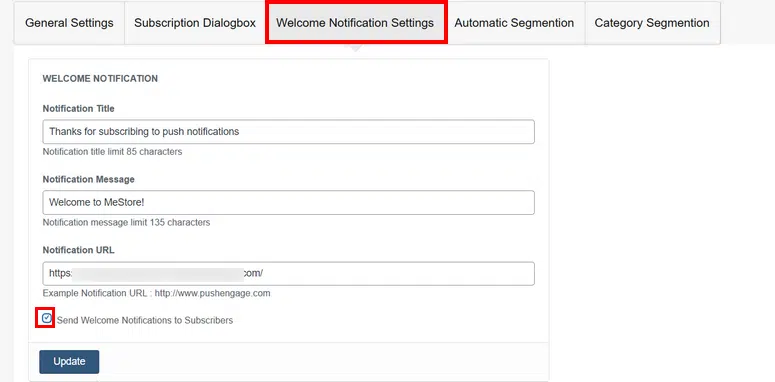 General Settings Subscription Dialogbox Welcome Notification Settings Automatic Segmention Category Segmention
WELCOME NOTIFICATION
Notification Title
Thanks for subscribing to push notifications
Notification title limit 85 characters
Notification Message
Welcome to MeStore!
Notification message limit 135 characters
Notification URL
https: com/
Example Notification URL : http://www.pushengage.com
Send Welcome Notifications to Subscribers
Update